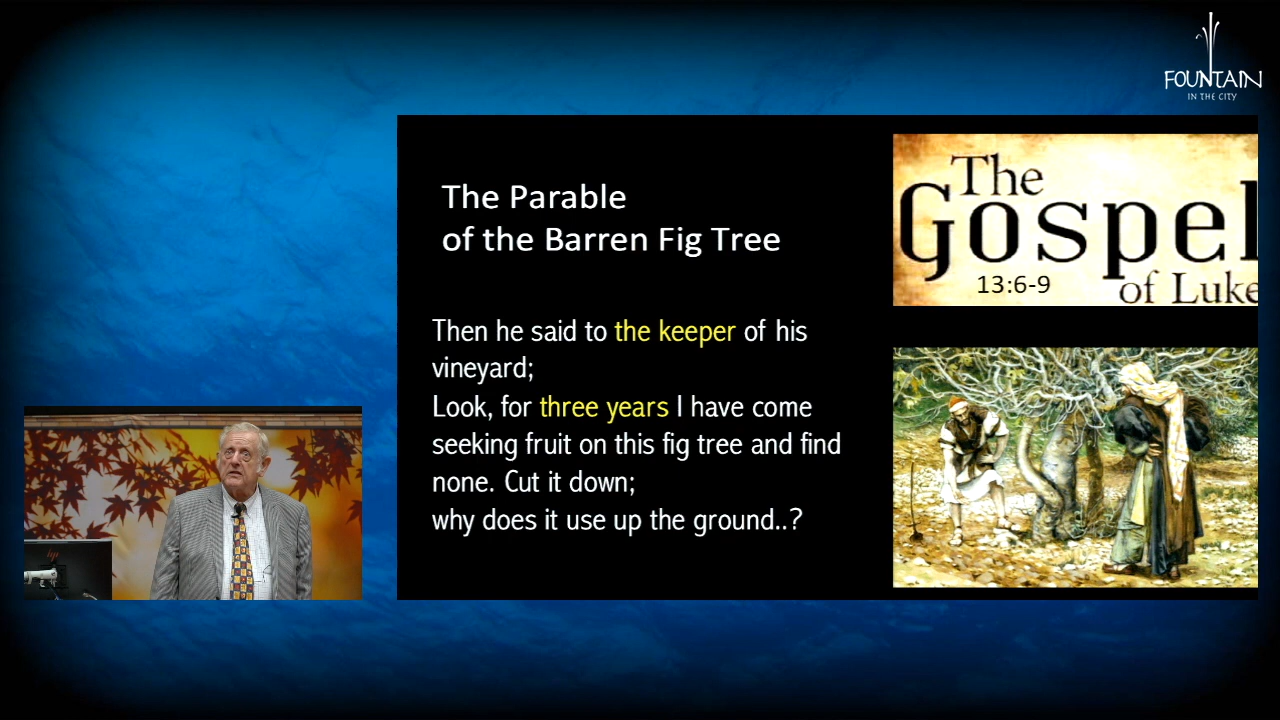 FOUNTAIN
IN THE CITY
The Parable
of the Barren Fig Tree
The
Gospel
of Luke
13:6-9
Then he said to the keeper of his
vineyard;
Look, for three years I have come
seeking fruit on this fig tree and find
none. Cut it down;
why does it use up the ground..?